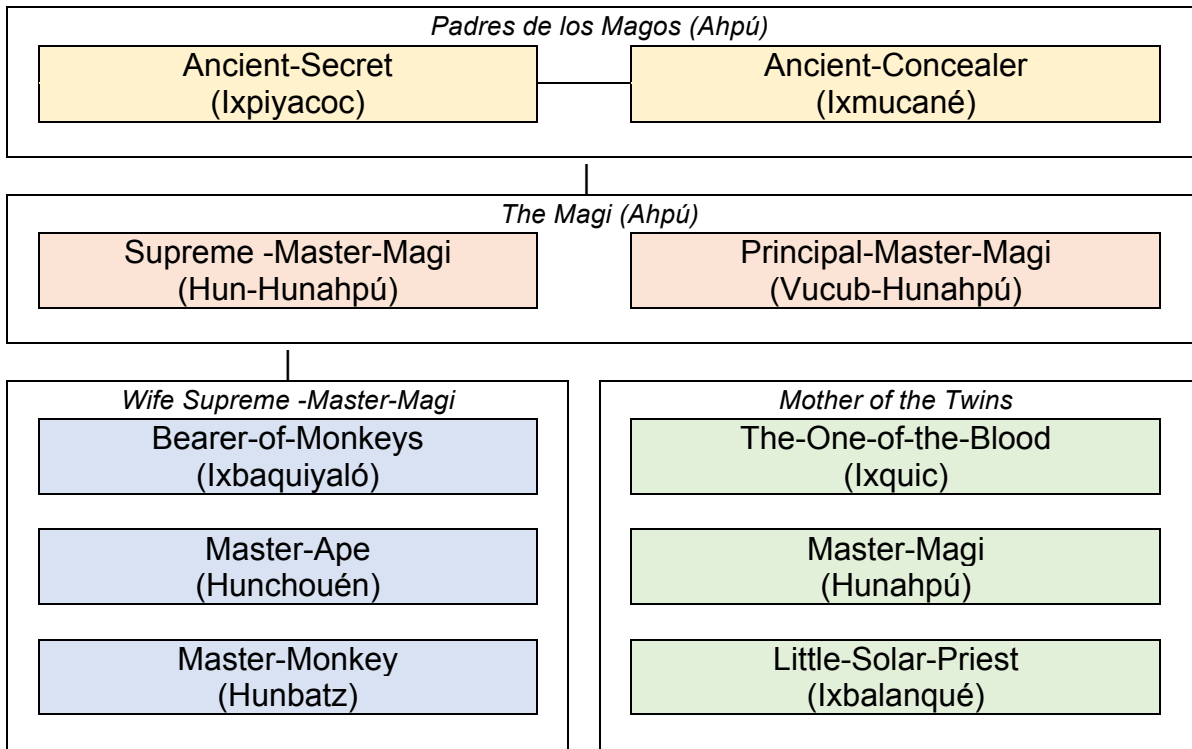 Padres de los Magos (Ahpú)
Ancient-Secret
(Ixpiyacoc)
Ancient-Concealer
(Ixmucané)
The Magi (Ahpú)
Supreme -Master-Magi
(Hun-Hunahpú)
Principal-Master-Magi
(Vucub-Hunahpú)
Wife Supreme -Master-Magi
Bearer-of-Monkeys
(Ixbaquiyaló)
Master-Ape
(Hunchouén)
Master-Monkey
(Hunbatz)
Mother of the Twins
The-One-of-the-Blood
(Ixquic)
Master-Magi
(Hunahpú)
Little-Solar-Priest
(Ixbalanqué)